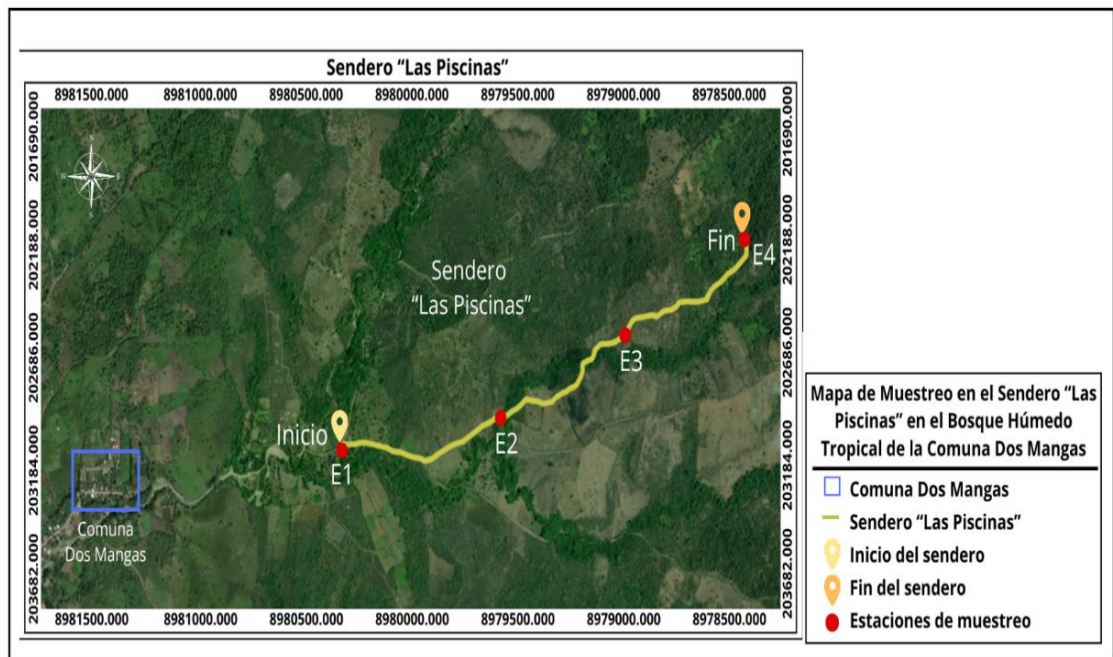 Sendero “Las Piscinas”
8981500.000 8981000.000 8980500.000 8980000.000 8979500.000 8979000.000 8978500.000
201690.000
202188.000
202686.000
203184.000
203682.000
N
W E
S
Sendero
“Las Piscinas”
Fin
E4
E3
E2
Inicio
E1
Comuna
Dos Mangas
201690.000
202188.000
202686.000
203184.000
203682.000
8981500.000 8981000.000 8980500.000 8980000.000 8979500.000 8979000.000 8978500.000
Mapa de Muestreo en el Sendero “Las
Piscinas” en el Bosque Húmedo
Tropical de la Comuna Dos Mangas
Comuna Dos Mangas
Sendero “Las Piscinas”
Inicio del sendero
Fin del sendero
Estaciones de muestreo